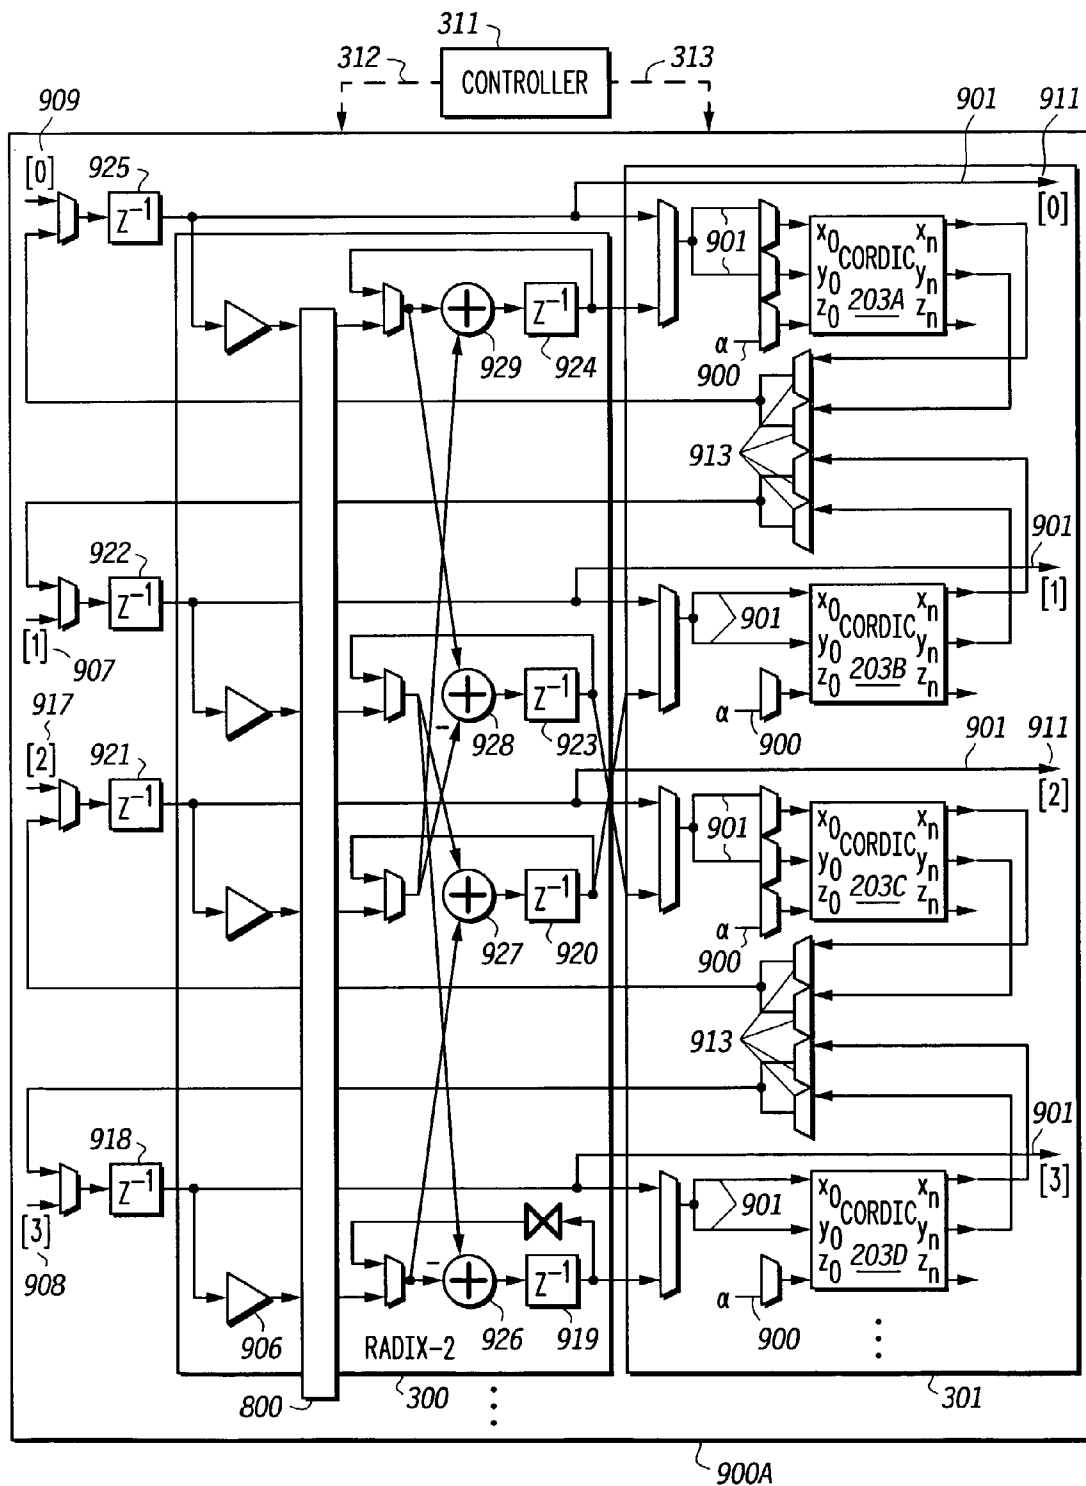 311
312
CONTROLLER
313
909
901
911
[0]
925
Z⁻¹
[0]
901
x0 CORDIC xn
y0 yn
z0 203A zn
Z⁻¹
929
924
α
900
913
922
901
Z⁻¹
[1]
[1]
907
901
x0 CORDIC xn
y0 yn
z0 203B zn
917
[2]
Z⁻¹
–
928
923
α
900
921
901
911
Z⁻¹
[2]
901
x0 CORDIC xn
y0 yn
z0 203C zn
Z⁻¹
927
920
α
900
913
918
901
Z⁻¹
[3]
[3]
908
901
x0 CORDIC xn
y0 yn
z0 203D zn
–
Z⁻¹
906
926
919
α
900
RADIX-2
800
300
301
900A